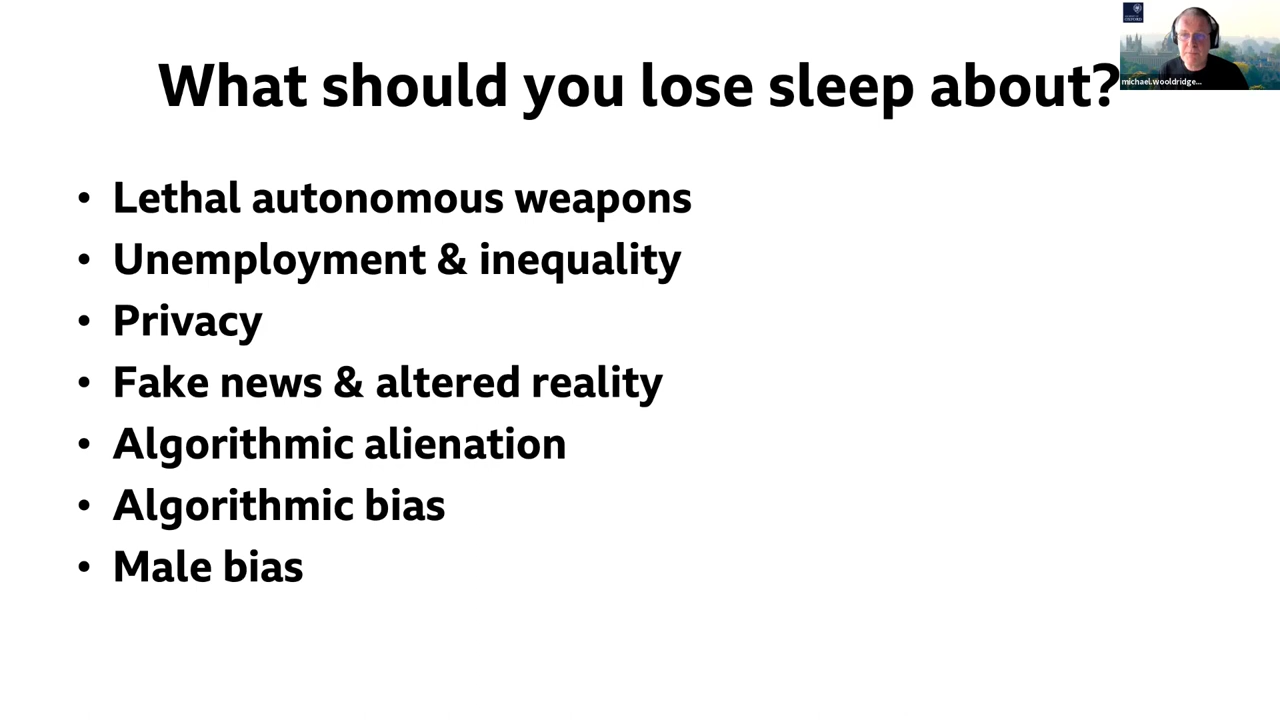 What should you lose sleep about?
• Lethal autonomous weapons
• Unemployment & inequality
• Privacy
• Fake news & altered reality
• Algorithmic alienation
• Algorithmic bias
• Male bias
OXFORD
michael.wooldridge...